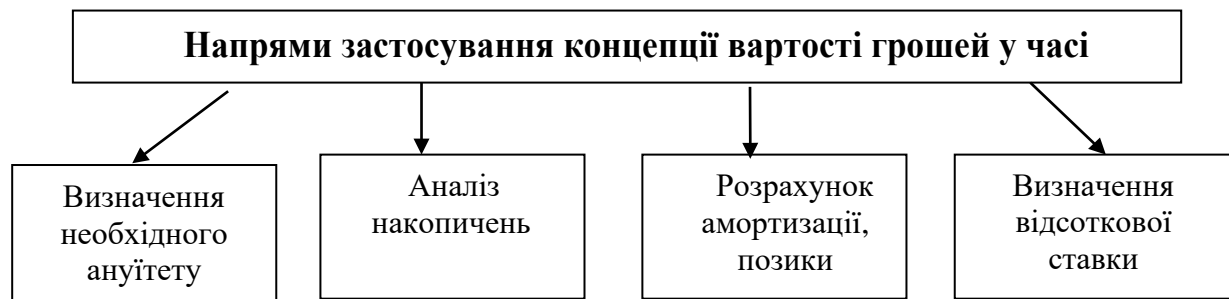 Напрями застосування концепції вартості грошей у часі
Визначення
необхідного
ануїтету
Аналіз
накопичень
Розрахунок
амортизації,
позики
Визначення
відсоткової
ставки